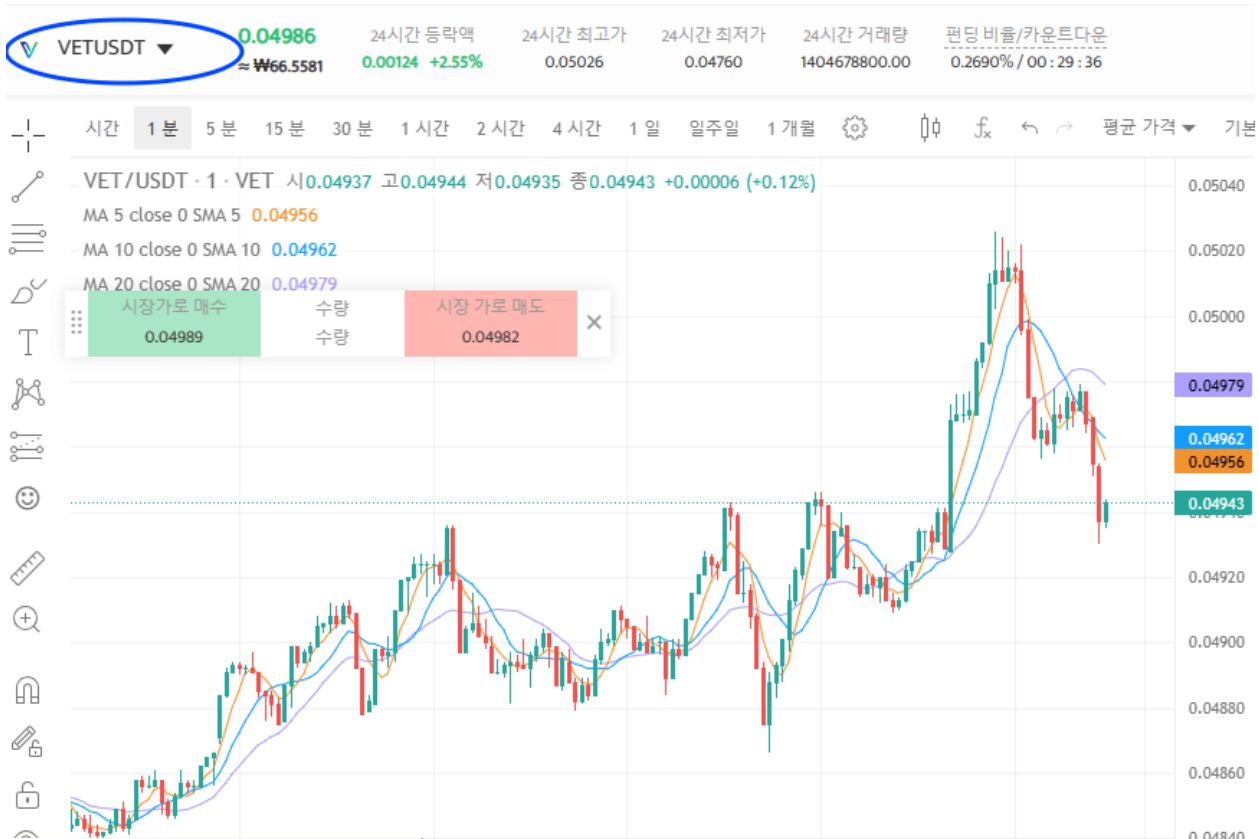 VETUSDT
0.04986
≈ ₩66.5581
24시간 등락액
0.00124 +2.55%
24시간 최고가
0.05026
24시간 최저가
0.04760
24시간 거래량
1404678800.00
펀딩 비율/카운트다운
0.2690% / 00 : 29 : 36
시간 1 분 5 분 15 분 30 분 1 시간 2 시간 4 시간 1 일 일주일 1 개월 fx 평균 가격 기본
VET/USDT · 1 · VET 시0.04937 고0.04944 저0.04935 종0.04943 +0.00006 (+0.12%)
MA 5 close 0 SMA 5 0.04956
MA 10 close 0 SMA 10 0.04962
MA 20 close 0 SMA 20 0.04979
시장가로 매수
0.04989
수량
수량
시장 가로 매도
0.04982
T
0.05040
0.05020
0.05000
0.04979
0.04962
0.04956
0.04943
0.04920
0.04900
0.04880
0.04860
0.04840